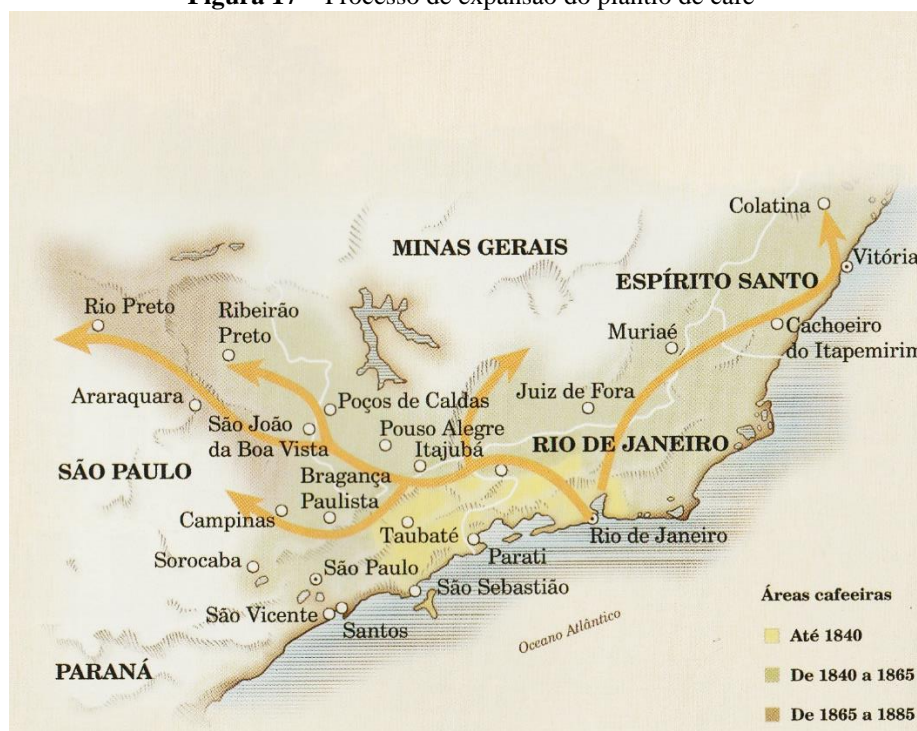 Figura 17 – Processo de expansão do plantio de café
Colatina
MINAS GERAIS
Vitória
ESPÍRITO SANTO
Rio Preto
Ribeirão
Preto
Muriaé
Cachoeiro
do Itapemirim
Araraquara
Poços de Caldas
Juiz de Fora
São João
da Boa Vista
Pouso Alegre
Itajubá
RIO DE JANEIRO
SÃO PAULO
Bragança
Paulista
Campinas
Taubaté
Rio de Janeiro
Parati
Sorocaba
São Paulo
São Sebastião
São Vicente
Santos
Oceano Atlântico
PARANÁ
Áreas cafeeiras
Até 1840
De 1840 a 1865
De 1865 a 1885